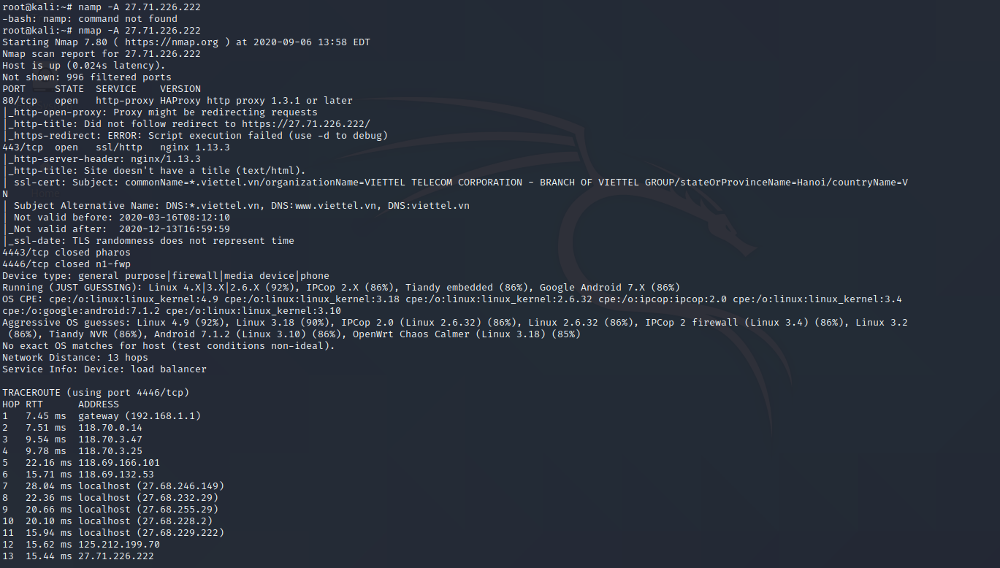 root@kali:~# namp -A 27.71.226.222
-bash: namp: command not found
root@kali:~# nmap -A 27.71.226.222
Starting Nmap 7.80 ( https://nmap.org ) at 2020-09-06 13:58 EDT
Nmap scan report for 27.71.226.222
Host is up (0.024s latency).
Not shown: 996 filtered ports
PORT     STATE  SERVICE    VERSION
80/tcp   open   http-proxy HAProxy http proxy 1.3.1 or later
|_http-open-proxy: Proxy might be redirecting requests
|_http-title: Did not follow redirect to https://27.71.226.222/
|_https-redirect: ERROR: Script execution failed (use -d to debug)
443/tcp  open   ssl/http   nginx 1.13.3
|_http-server-header: nginx/1.13.3
|_http-title: Site doesn't have a title (text/html).
| ssl-cert: Subject: commonName=*.viettel.vn/organizationName=VIETTEL TELECOM CORPORATION - BRANCH OF VIETTEL GROUP/stateOrProvinceName=Hanoi/countryName=V
N
| Subject Alternative Name: DNS:*.viettel.vn, DNS:www.viettel.vn, DNS:viettel.vn
| Not valid before: 2020-03-16T08:12:10
|_Not valid after:  2020-12-13T16:59:59
|_ssl-date: TLS randomness does not represent time
4443/tcp closed pharos
4446/tcp closed n1-fwp
Device type: general purpose|firewall|media device|phone
Running (JUST GUESSING): Linux 4.X|3.X|2.6.X (92%), IPCop 2.X (86%), Tiandy embedded (86%), Google Android 7.X (86%)
OS CPE: cpe:/o:linux:linux_kernel:4.9 cpe:/o:linux:linux_kernel:3.18 cpe:/o:linux:linux_kernel:2.6.32 cpe:/o:ipcop:ipcop:2.0 cpe:/o:linux:linux_kernel:3.4
cpe:/o:google:android:7.1.2 cpe:/o:linux:linux_kernel:3.10
Aggressive OS guesses: Linux 4.9 (92%), Linux 3.18 (90%), IPCop 2.0 (Linux 2.6.32) (86%), Linux 2.6.32 (86%), IPCop 2 firewall (Linux 3.4) (86%), Linux 3.2
 (86%), Tiandy NVR (86%), Android 7.1.2 (Linux 3.10) (86%), OpenWrt Chaos Calmer (Linux 3.18) (85%)
No exact OS matches for host (test conditions non-ideal).
Network Distance: 13 hops
Service Info: Device: load balancer

TRACEROUTE (using port 4446/tcp)
HOP RTT      ADDRESS
1   7.45 ms  gateway (192.168.1.1)
2   7.51 ms  118.70.0.14
3   9.54 ms  118.70.3.47
4   9.78 ms  118.70.3.25
5   22.16 ms 118.69.166.101
6   15.71 ms 118.69.132.53
7   28.04 ms localhost (27.68.246.149)
8   22.36 ms localhost (27.68.232.29)
9   20.66 ms localhost (27.68.255.29)
10  20.10 ms localhost (27.68.228.2)
11  15.94 ms localhost (27.68.229.222)
12  15.62 ms 125.212.199.70
13  15.44 ms 27.71.226.222